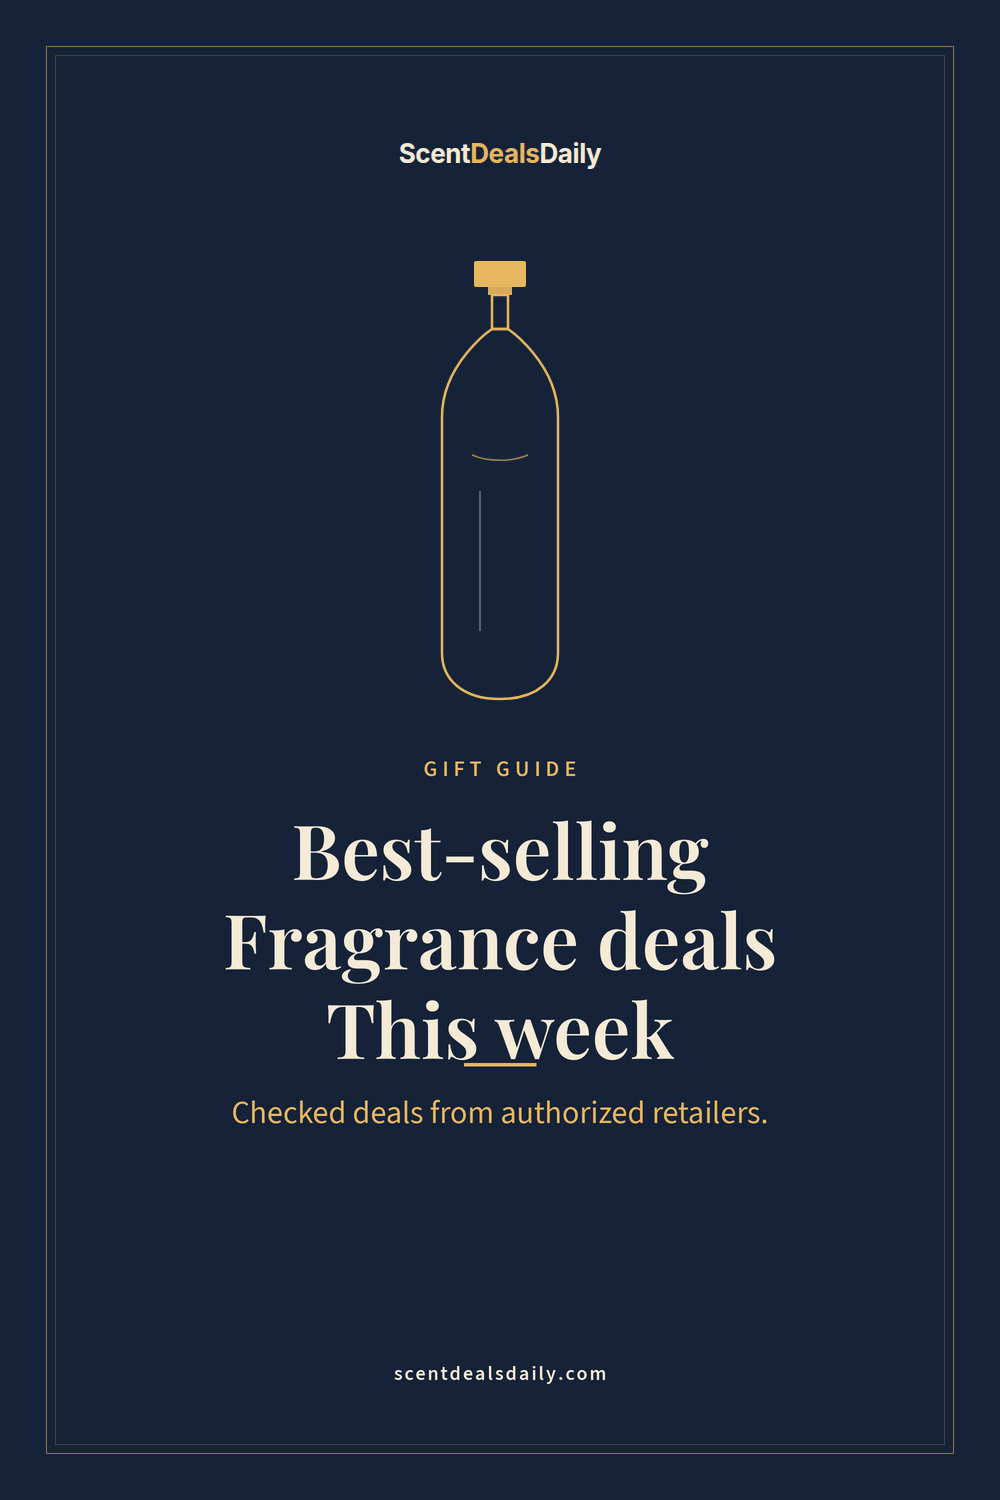 ScentDealsDaily
GIFT GUIDE
Best-selling
Fragrance deals
This week
Checked deals from authorized retailers.
scentdealsdaily.com